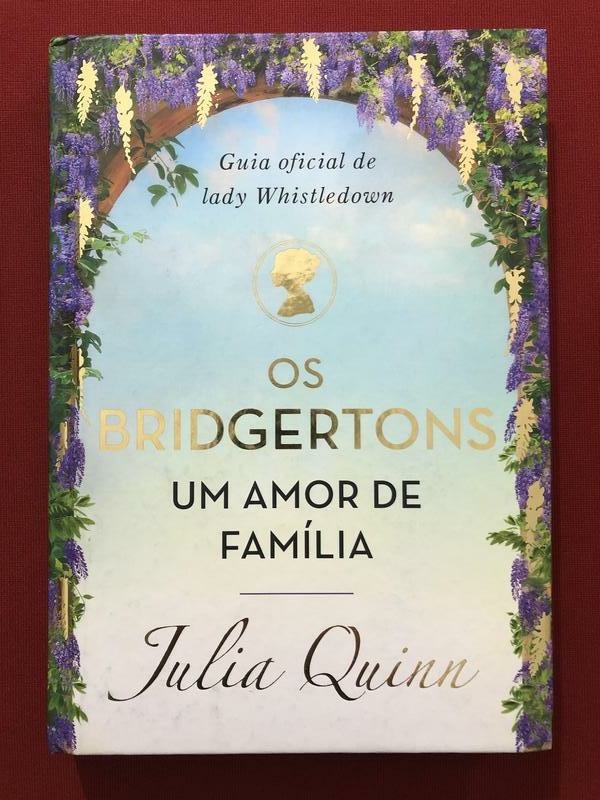 Guia oficial de
lady Whistledown
OS
BRIDGERTONS
UM AMOR DE
FAMÍLIA
Julia Quinn